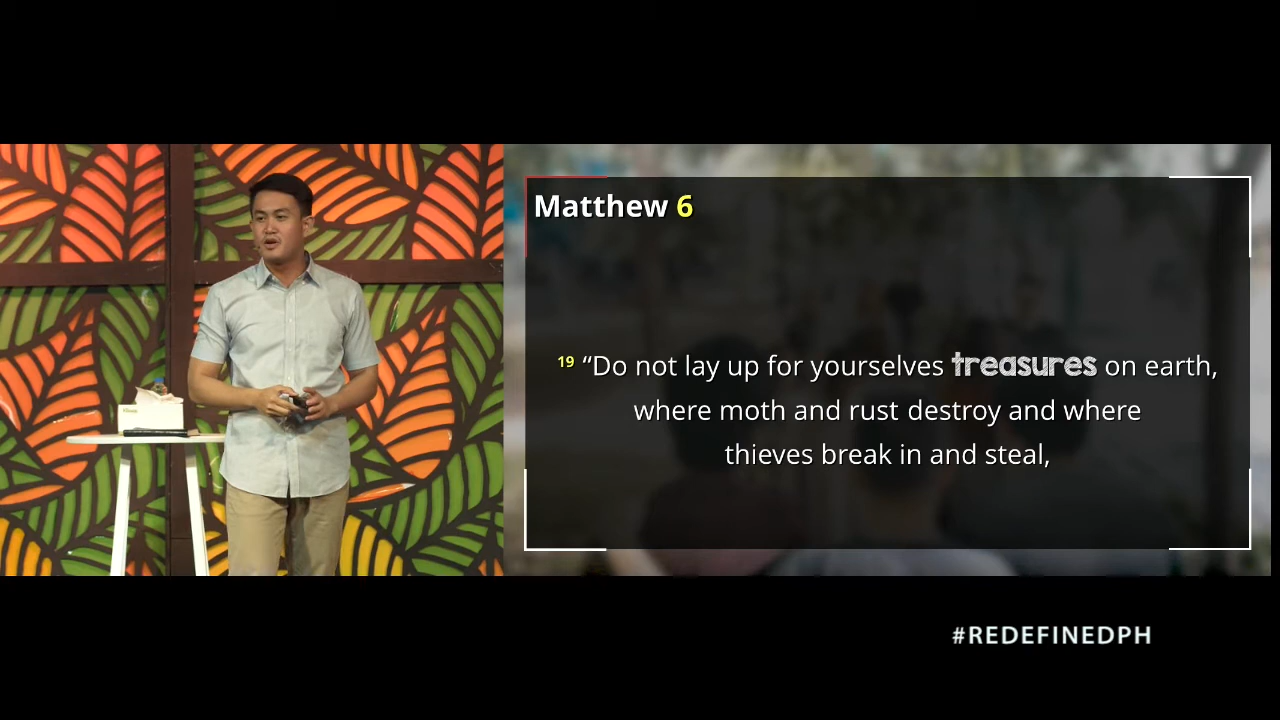 Matthew 6
19 “Do not lay up for yourselves treasures on earth,
where moth and rust destroy and where
thieves break in and steal,
#REDEFINEDPH